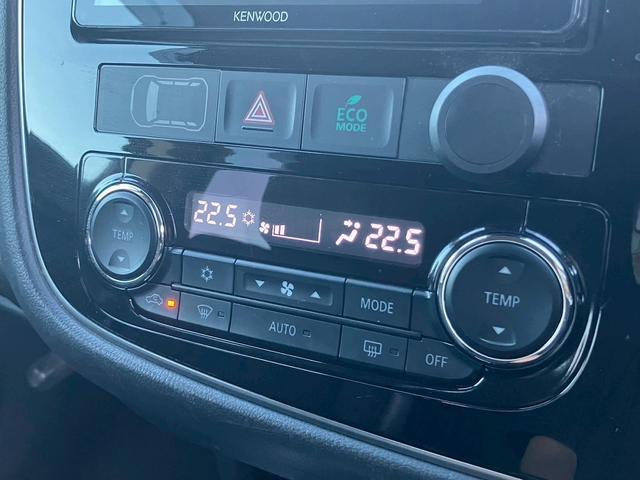 KENWOOD
ECO
MODE
22.5 22.5
TEMP
TEMP
MODE
AUTO
OFF